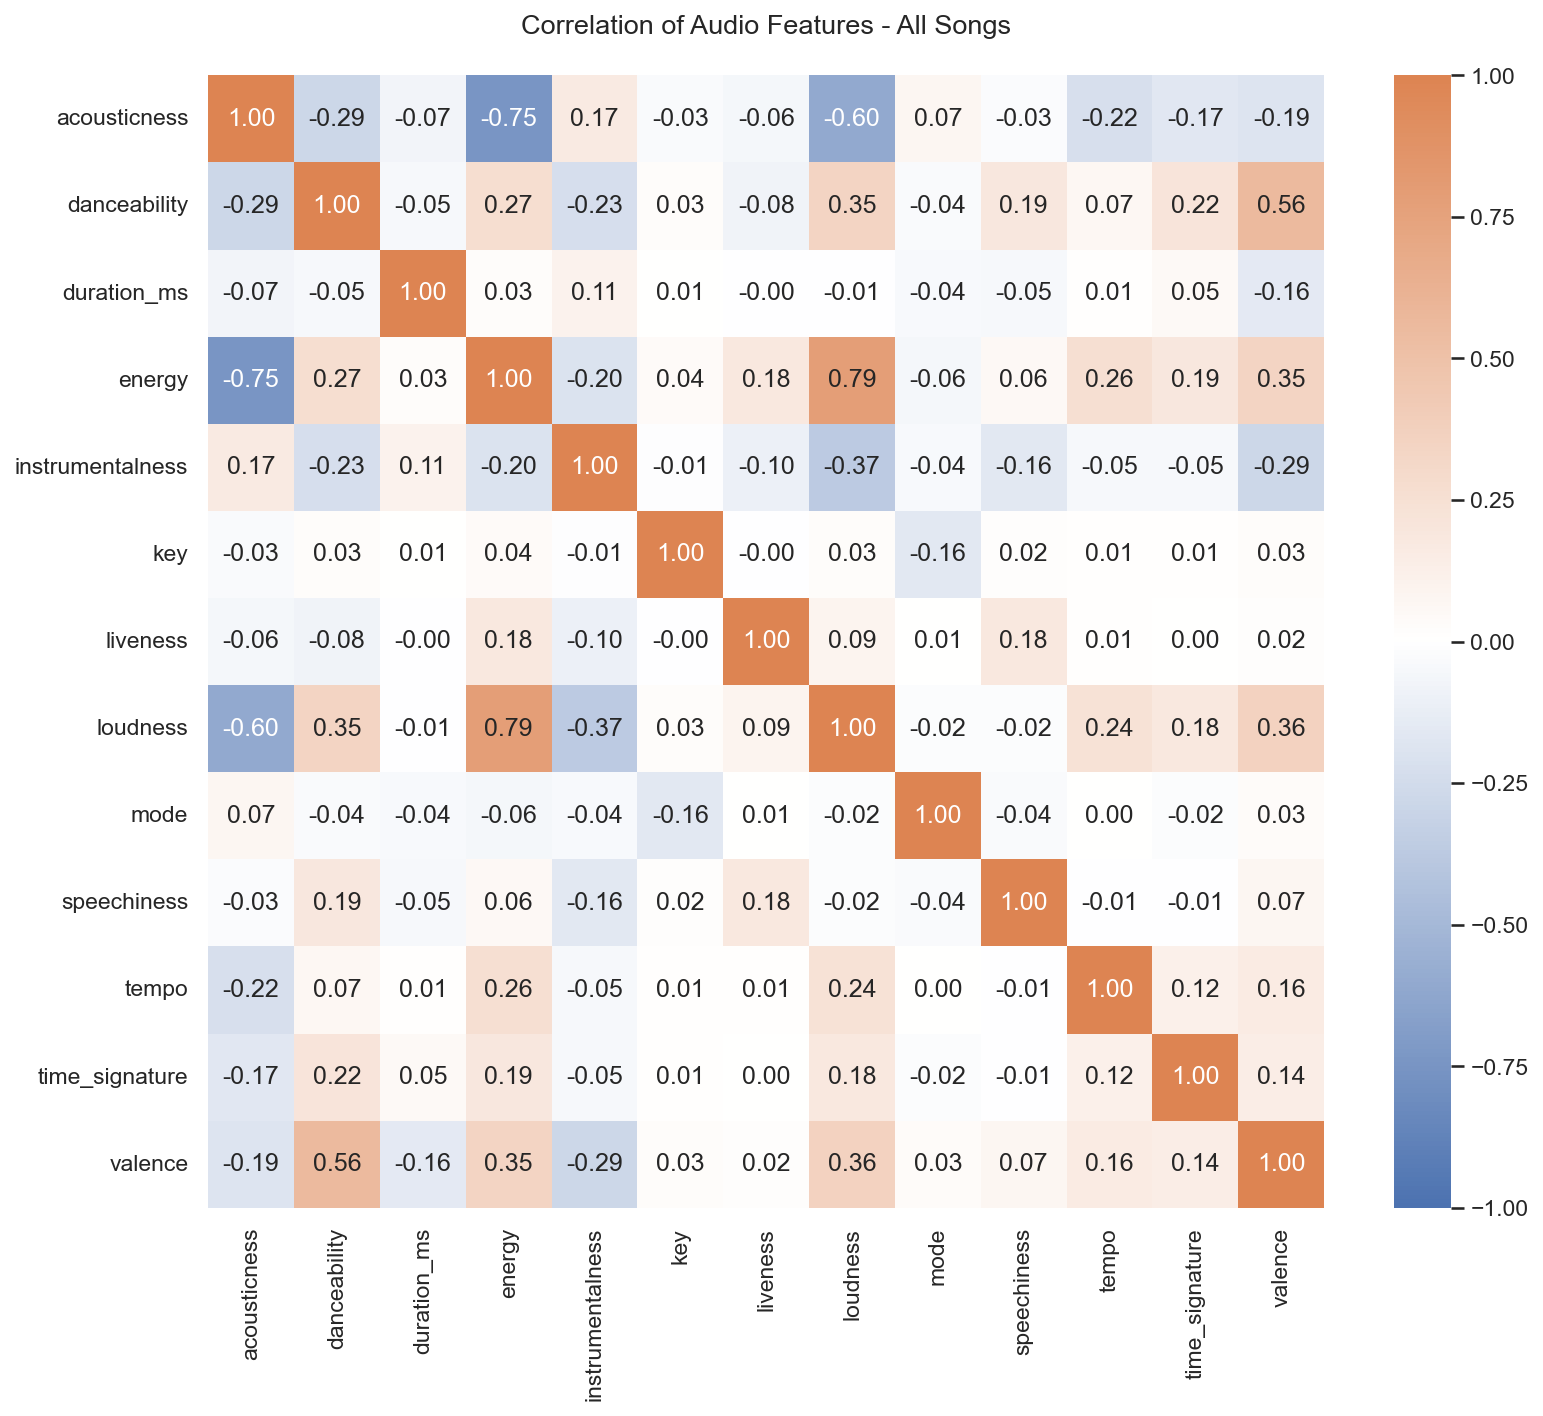 Correlation of Audio Features - All Songs
acousticness 1.00 -0.29 -0.07 -0.75 0.17 -0.03 -0.06 -0.60 0.07 -0.03 -0.22 -0.17 -0.19
danceability -0.29 1.00 -0.05 0.27 -0.23 0.03 -0.08 0.35 -0.04 0.19 0.07 0.22 0.56
duration_ms -0.07 -0.05 1.00 0.03 0.11 0.01 -0.00 -0.01 -0.04 -0.05 0.01 0.05 -0.16
energy -0.75 0.27 0.03 1.00 -0.20 0.04 0.18 0.79 -0.06 0.06 0.26 0.19 0.35
instrumentalness 0.17 -0.23 0.11 -0.20 1.00 -0.01 -0.10 -0.37 -0.04 -0.16 -0.05 -0.05 -0.29
key -0.03 0.03 0.01 0.04 -0.01 1.00 -0.00 0.03 -0.16 0.02 0.01 0.01 0.03
liveness -0.06 -0.08 -0.00 0.18 -0.10 -0.00 1.00 0.09 0.01 0.18 0.01 0.00 0.02
loudness -0.60 0.35 -0.01 0.79 -0.37 0.03 0.09 1.00 -0.02 -0.02 0.24 0.18 0.36
mode 0.07 -0.04 -0.04 -0.06 -0.04 -0.16 0.01 -0.02 1.00 -0.04 0.00 -0.02 0.03
speechiness -0.03 0.19 -0.05 0.06 -0.16 0.02 0.18 -0.02 -0.04 1.00 -0.01 -0.01 0.07
tempo -0.22 0.07 0.01 0.26 -0.05 0.01 0.01 0.24 0.00 -0.01 1.00 0.12 0.16
time_signature -0.17 0.22 0.05 0.19 -0.05 0.01 0.00 0.18 -0.02 -0.01 0.12 1.00 0.14
valence -0.19 0.56 -0.16 0.35 -0.29 0.03 0.02 0.36 0.03 0.07 0.16 0.14 1.00
acousticness
danceability
duration_ms
energy
instrumentalness
key
liveness
loudness
mode
speechiness
tempo
time_signature
valence
1.00
0.75
0.50
0.25
0.00
−0.25
−0.50
−0.75
−1.00